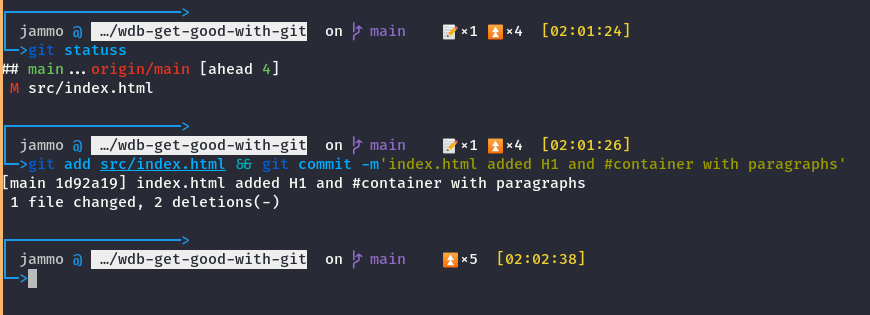 jammo @ …/wdb-get-good-with-git on main 📝×1 ⏫×4 [02:01:24]
>git statuss
## main...origin/main [ahead 4]
M src/index.html
jammo @ …/wdb-get-good-with-git on main 📝×1 ⏫×4 [02:01:26]
>git add src/index.html && git commit -m'index.html added H1 and #container with paragraphs'
[main 1d92a19] index.html added H1 and #container with paragraphs
1 file changed, 2 deletions(-)
jammo @ …/wdb-get-good-with-git on main ⏫×5 [02:02:38]
>